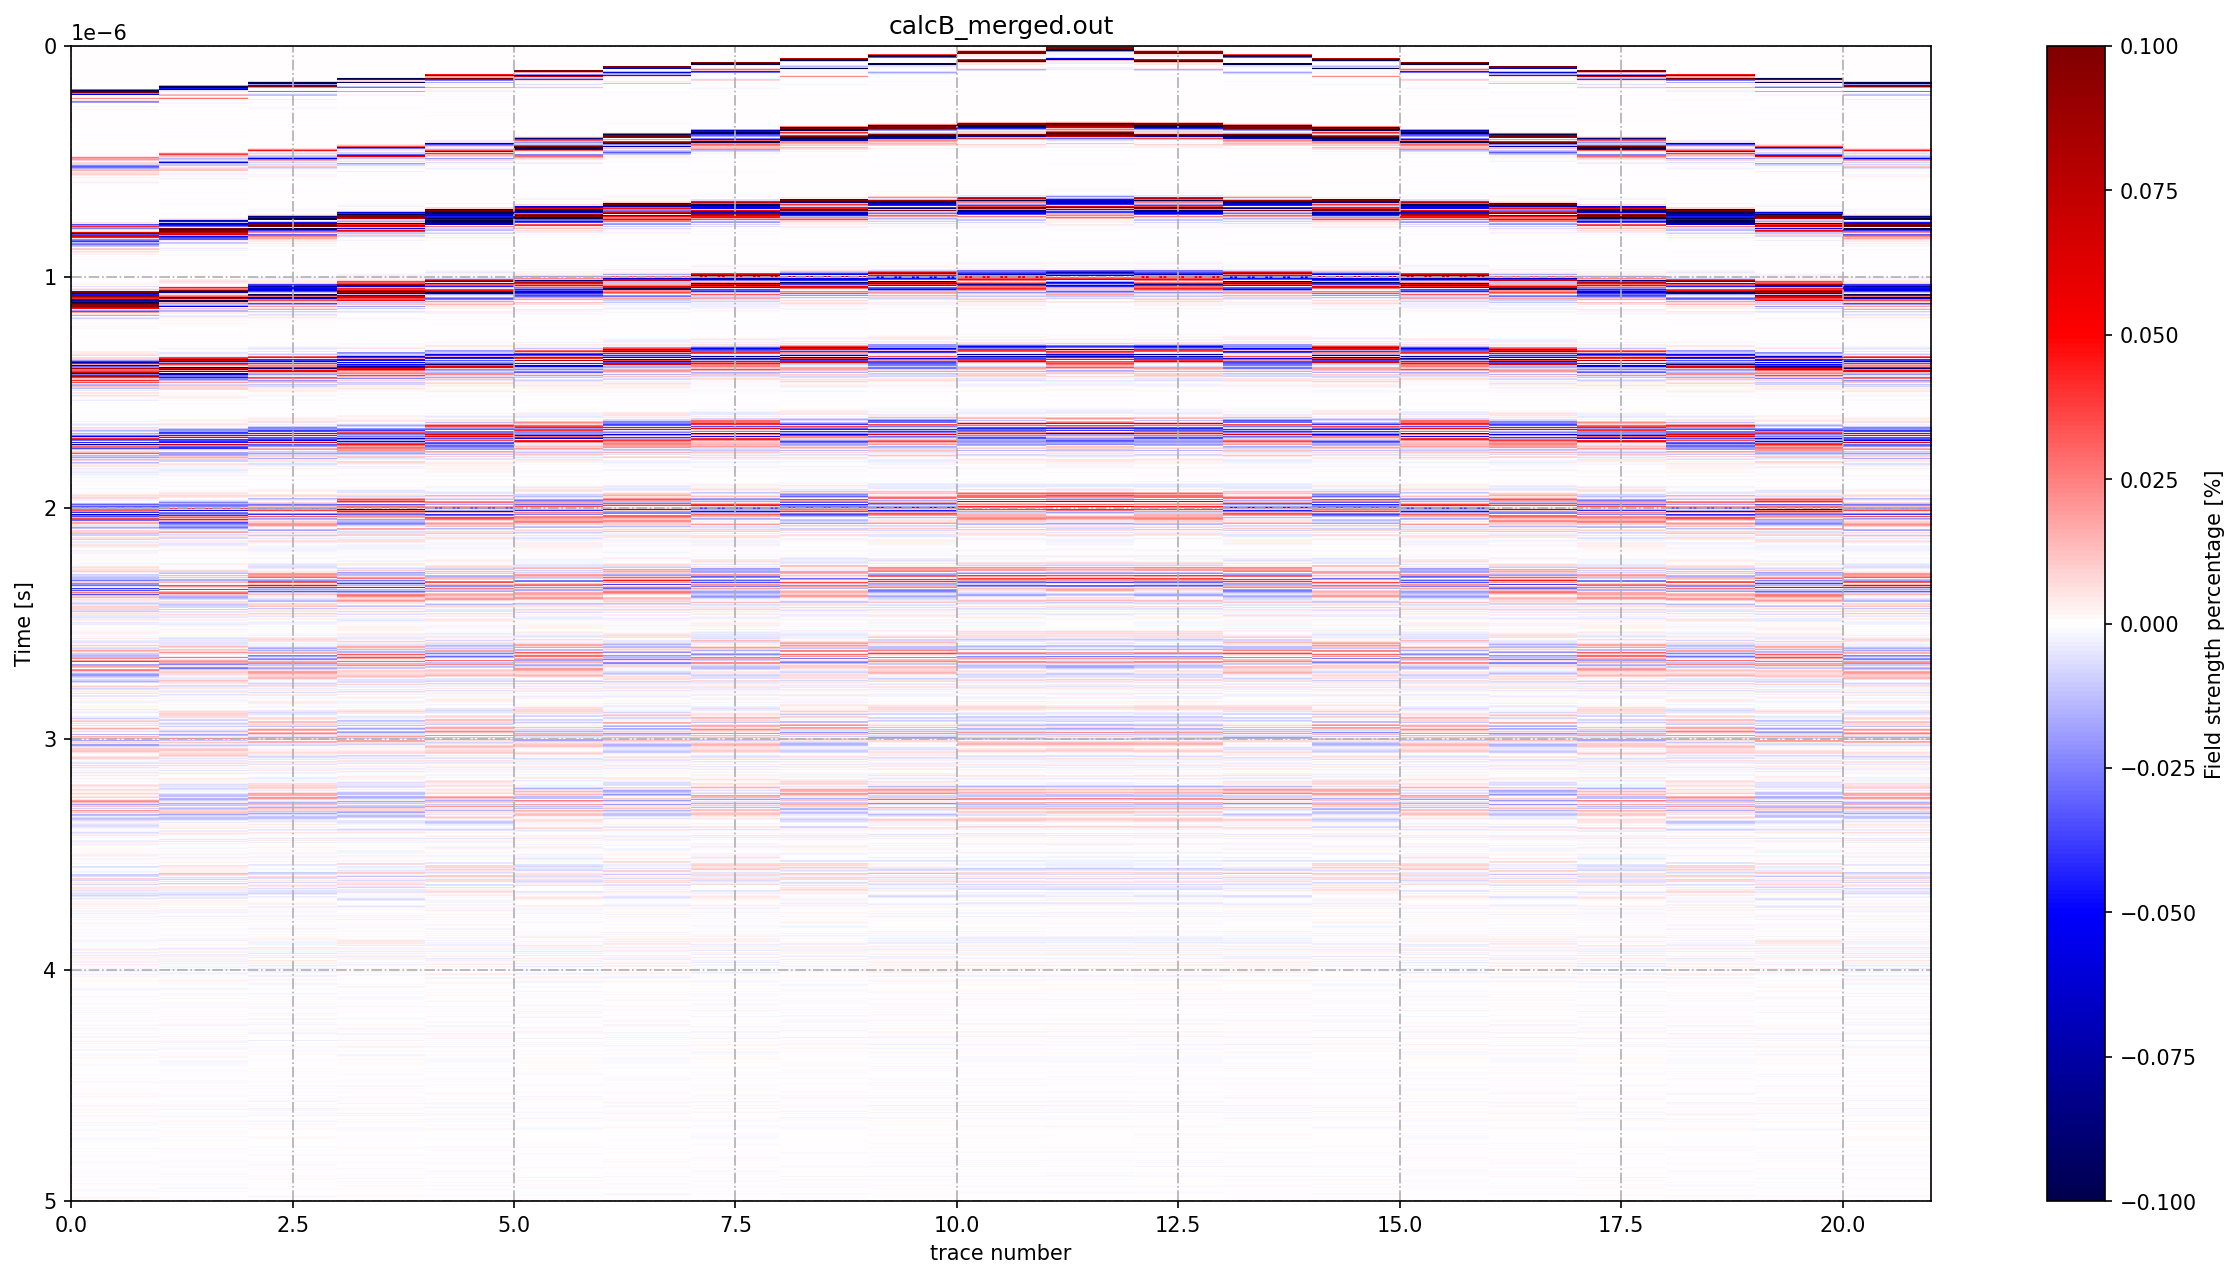 calcB_merged.out
1e−6
0
1
2
3
4
5
Time [s]
0.0 2.5 5.0 7.5 10.0 12.5 15.0 17.5 20.0
trace number
0.100
0.075
0.050
0.025
0.000
−0.025
−0.050
−0.075
−0.100
Field strength percentage [%]